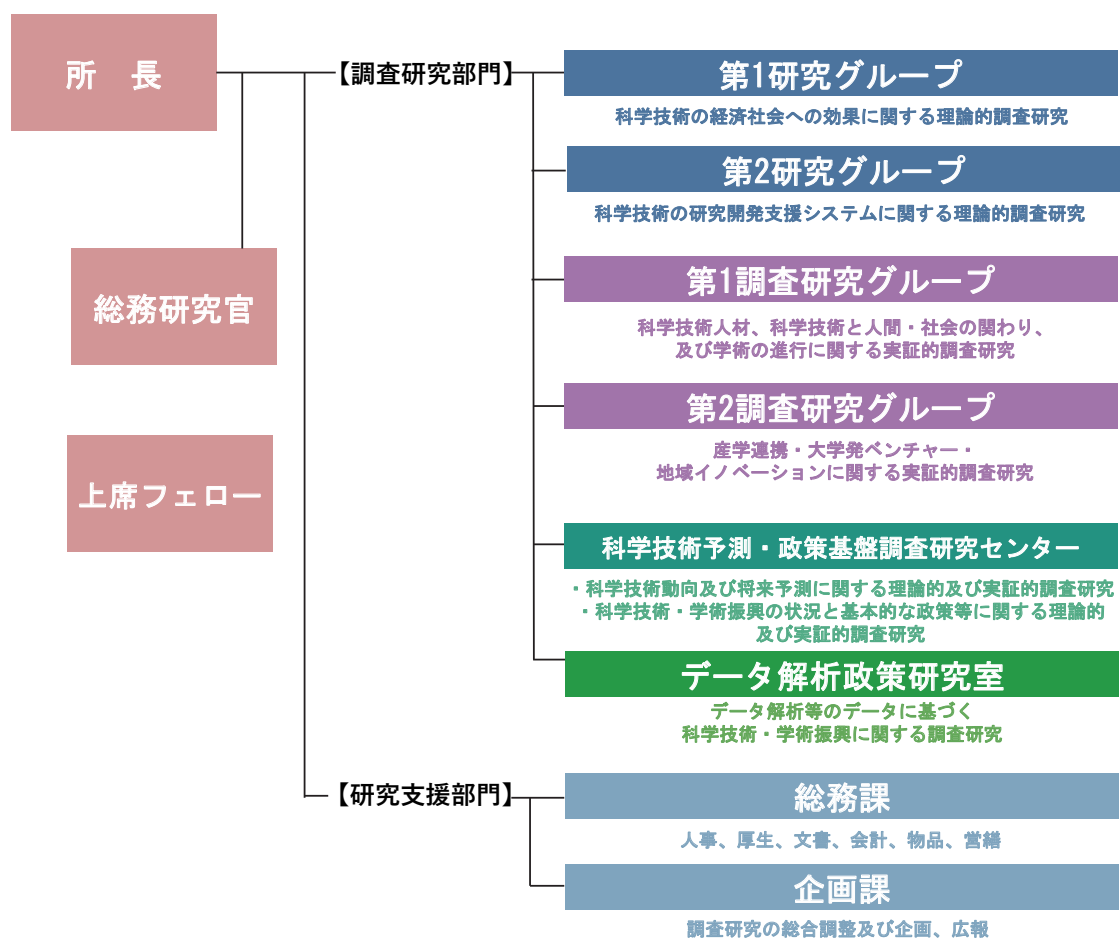 所　長
総務研究官
上席フェロー
【調査研究部門】
第1研究グループ
科学技術の経済社会への効果に関する理論的調査研究
第2研究グループ
科学技術の研究開発支援システムに関する理論的調査研究
第1調査研究グループ
科学技術人材、科学技術と人間・社会の関わり、
及び学術の進行に関する実証的調査研究
第2調査研究グループ
産学連携・大学発ベンチャー・
地域イノベーションに関する実証的調査研究
科学技術予測・政策基盤調査研究センター
・科学技術動向及び将来予測に関する理論的及び実証的調査研究
・科学技術・学術振興の状況と基本的な政策等に関する理論的
及び実証的調査研究
データ解析政策研究室
データ解析等のデータに基づく
科学技術・学術振興に関する調査研究
【研究支援部門】
総務課
人事、厚生、文書、会計、物品、営繕
企画課
調査研究の総合調整及び企画、広報